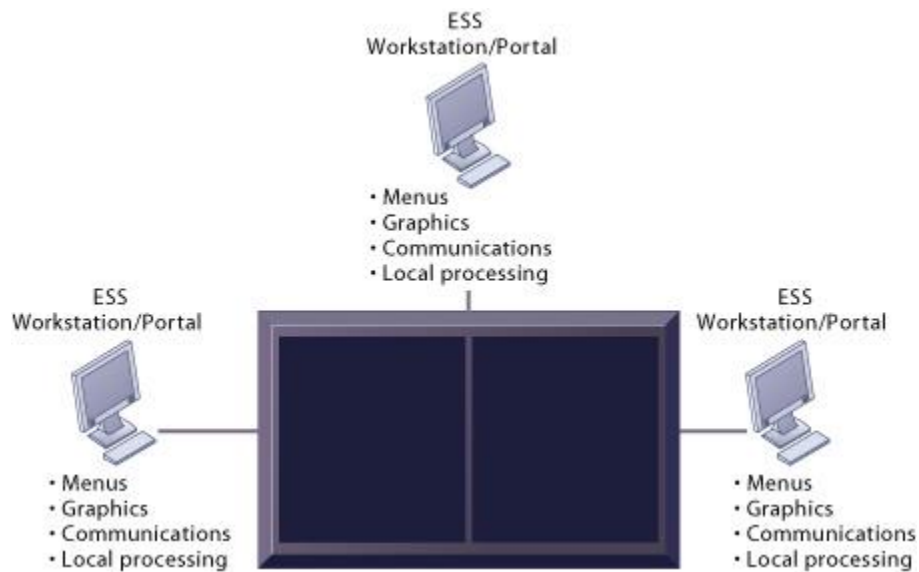 ESS
Workstation/Portal
• Menus
• Graphics
• Communications
• Local processing
ESS
Workstation/Portal
• Menus
• Graphics
• Communications
• Local processing
ESS
Workstation/Portal
• Menus
• Graphics
• Communications
• Local processing